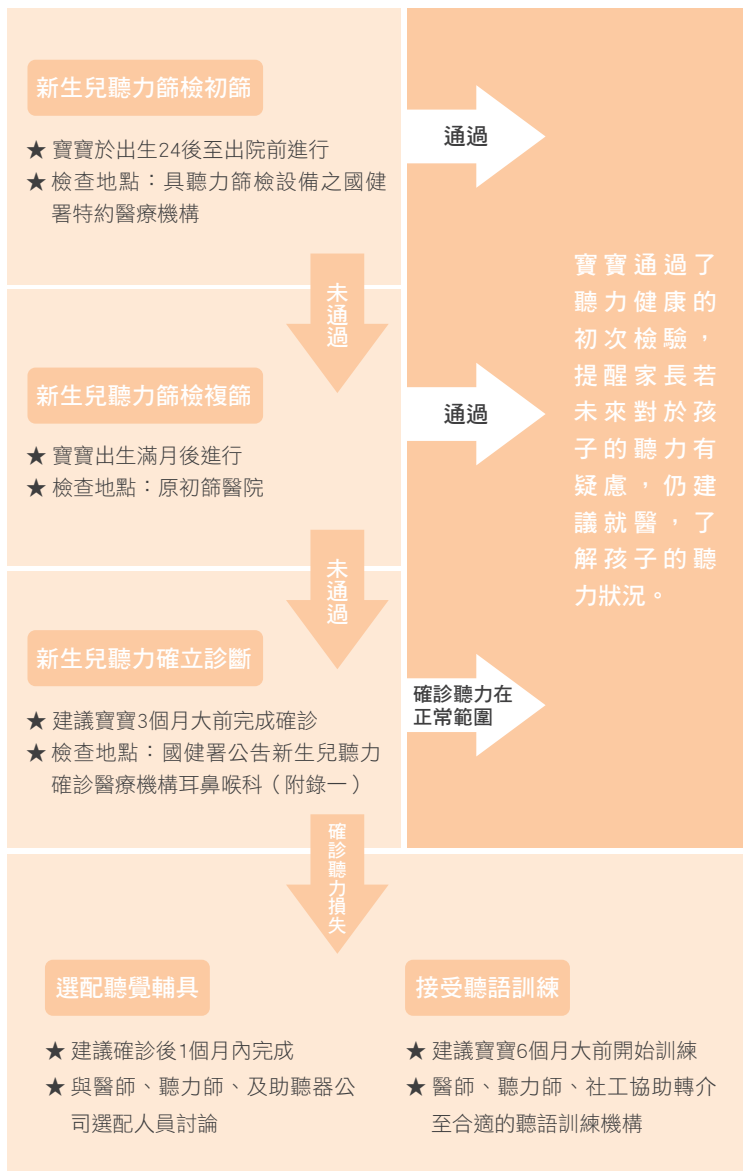 新生兒聽力篩檢初篩
★ 寶寶於出生24後至出院前進行
★ 檢查地點：具聽力篩檢設備之國健
署特約醫療機構
通過
未通過
新生兒聽力篩檢複篩
★ 寶寶出生滿月後進行
★ 檢查地點：原初篩醫院
通過
未通過
新生兒聽力確立診斷
★ 建議寶寶3個月大前完成確診
★ 檢查地點：國健署公告新生兒聽力
確診醫療機構耳鼻喉科（附錄一）
確診聽力在
正常範圍
寶寶通過了
聽力健康的
初次檢驗，
提醒家長若
未來對於孩
子的聽力有
疑慮，仍建
議就醫，了
解孩子的聽
力狀況。
確診聽力損失
選配聽覺輔具
★ 建議確診後1個月內完成
★ 與醫師、聽力師、及助聽器公
司選配人員討論
接受聽語訓練
★ 建議寶寶6個月大前開始訓練
★ 醫師、聽力師、社工協助轉介
至合適的聽語訓練機構